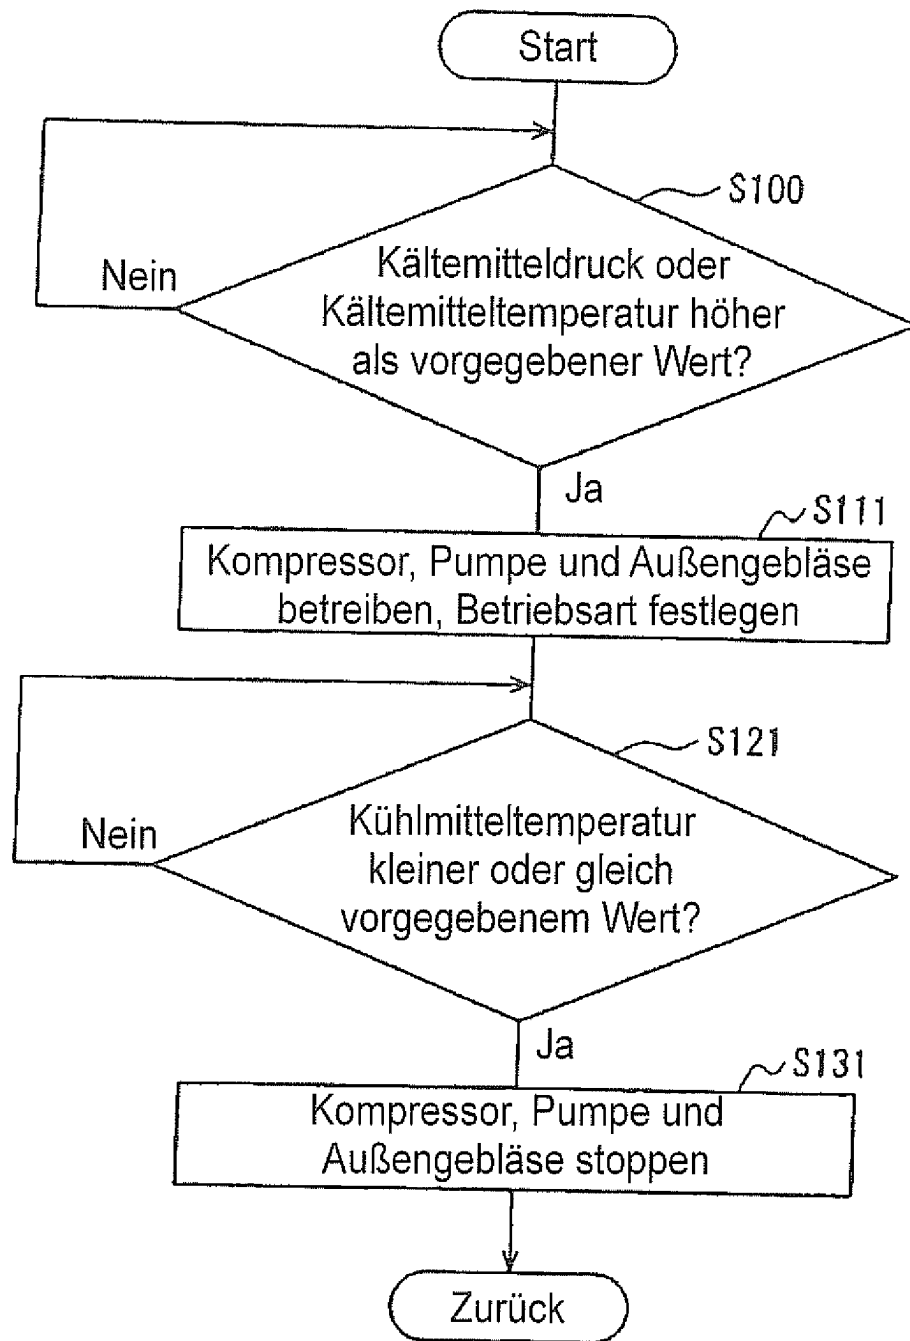 Start
S100
Nein
Kältemitteldruck oder
Kältemitteltemperatur höher
als vorgegebener Wert?
Ja
S111
Kompressor, Pumpe und Außengebläse
betreiben, Betriebsart festlegen
S121
Nein
Kühlmitteltemperatur
kleiner oder gleich
vorgegebenem Wert?
Ja
S131
Kompressor, Pumpe und
Außengebläse stoppen
Zurück